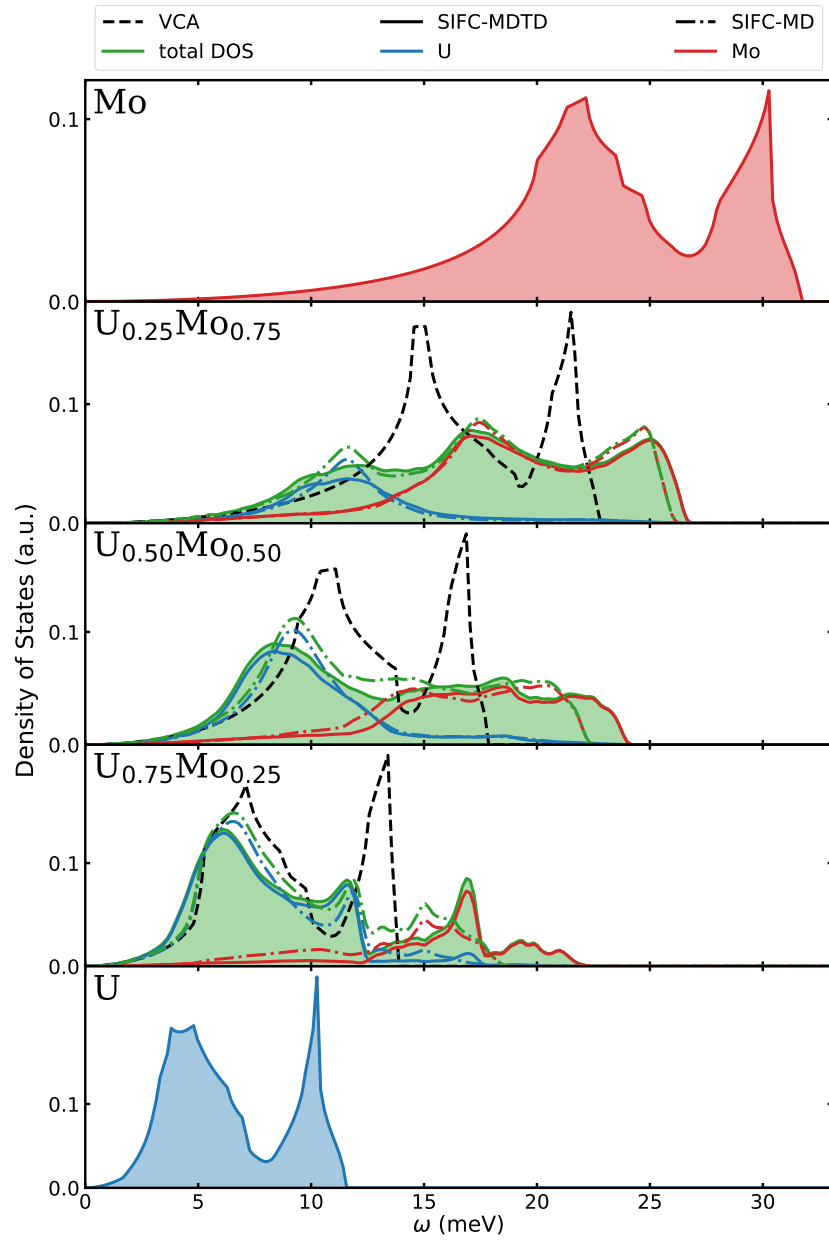 VCA SIFC-MDTD SIFC-MD
total DOS U Mo
Mo
0.1
0.0
U0.25Mo0.75
0.1
0.0
U0.50Mo0.50
0.1
0.0
U0.75Mo0.25
0.1
0.0
U
0.1
0.0
0 5 10 15 20 25 30
ω (meV)
Density of States (a.u.)